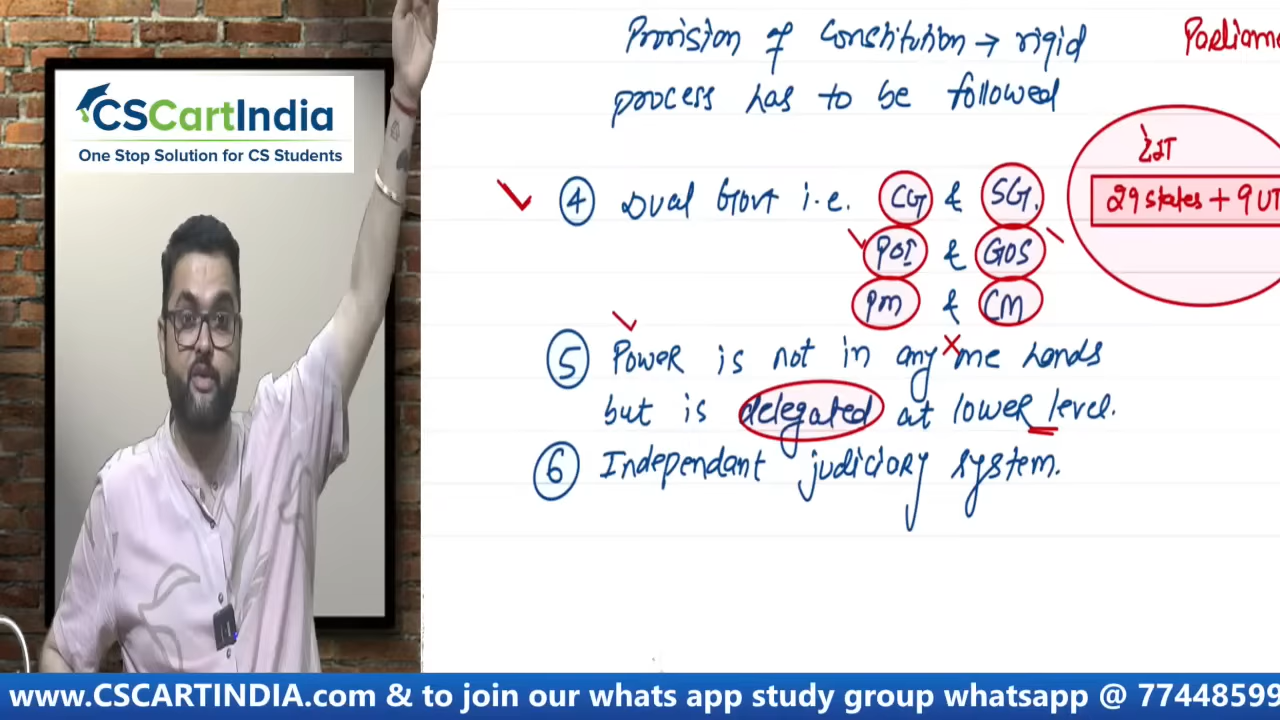 CSCartIndia
One Stop Solution for CS Students
Provision of Constitution → rigid
process has to be followed
Parliame
29 states + 9 UT
④ Dual Govt i.e. CG & SG.
POI & GOS
PM & CM
⑤ Power is not in any one hands
but is delegated at lower level.
⑥ Independant judiciary system.
www.CSCARTINDIA.com & to join our whats app study group whatsapp @ 77448599